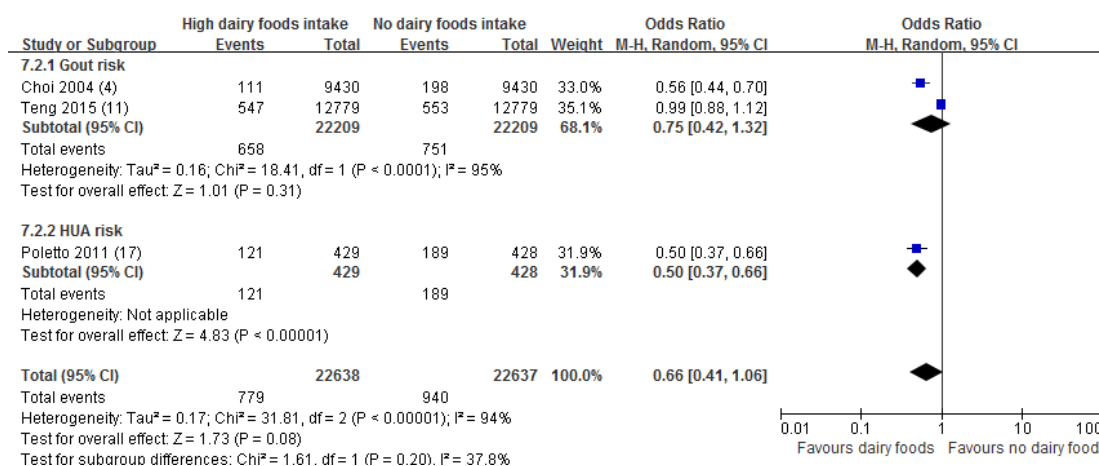 High dairy foods intake No dairy foods intake Odds Ratio Odds Ratio
Study or Subgroup Events Total Events Total Weight M-H, Random, 95% CI M-H, Random, 95% CI
7.2.1 Gout risk
Choi 2004 (4) 111 9430 198 9430 33.0% 0.56 [0.44, 0.70]
Teng 2015 (11) 547 12779 553 12779 35.1% 0.99 [0.88, 1.12]
Subtotal (95% CI) 22209 22209 68.1% 0.75 [0.42, 1.32]
Total events 658 751
Heterogeneity: Tau² = 0.16; Chi² = 18.41, df = 1 (P < 0.0001); I² = 95%
Test for overall effect: Z = 1.01 (P = 0.31)
7.2.2 HUA risk
Poletto 2011 (17) 121 429 189 428 31.9% 0.50 [0.37, 0.66]
Subtotal (95% CI) 429 428 31.9% 0.50 [0.37, 0.66]
Total events 121 189
Heterogeneity: Not applicable
Test for overall effect: Z = 4.83 (P < 0.00001)
Total (95% CI) 22638 22637 100.0% 0.66 [0.41, 1.06]
Total events 779 940
Heterogeneity: Tau² = 0.17; Chi² = 31.81, df = 2 (P < 0.00001); I² = 94%
Test for overall effect: Z = 1.73 (P = 0.08)
Test for subgroup differences: Chi² = 1.61, df = 1 (P = 0.20), I² = 37.8%
0.01 0.1 1 10 100
Favours dairy foods Favours no dairy food